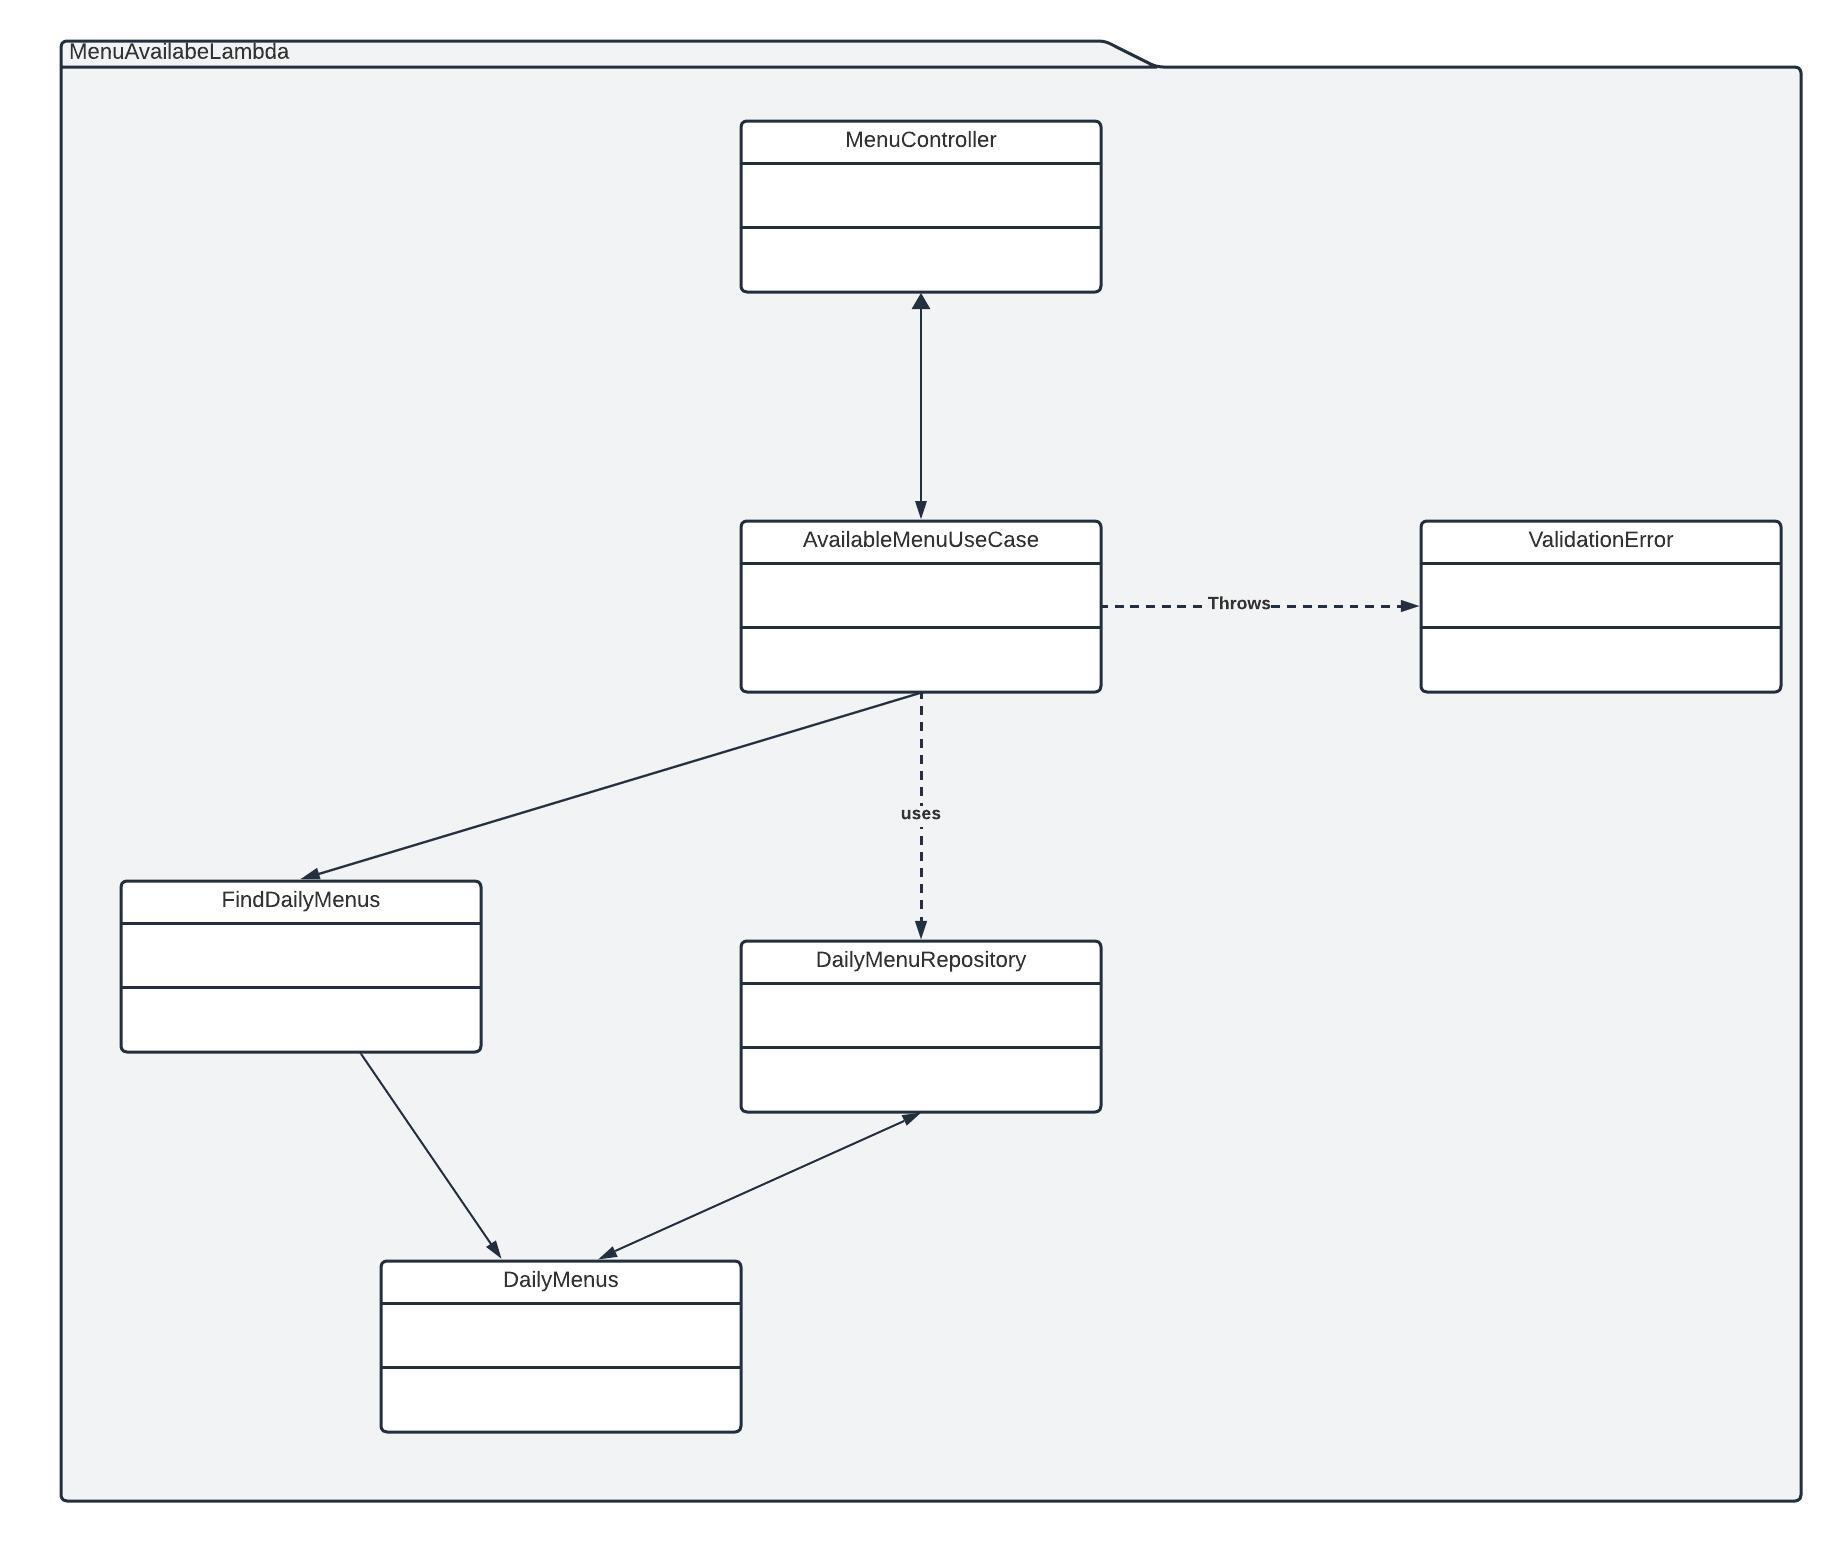 MenuAvailabeLambda
MenuController
AvailableMenuUseCase
ValidationError
Throws
uses
FindDailyMenus
DailyMenuRepository
DailyMenus